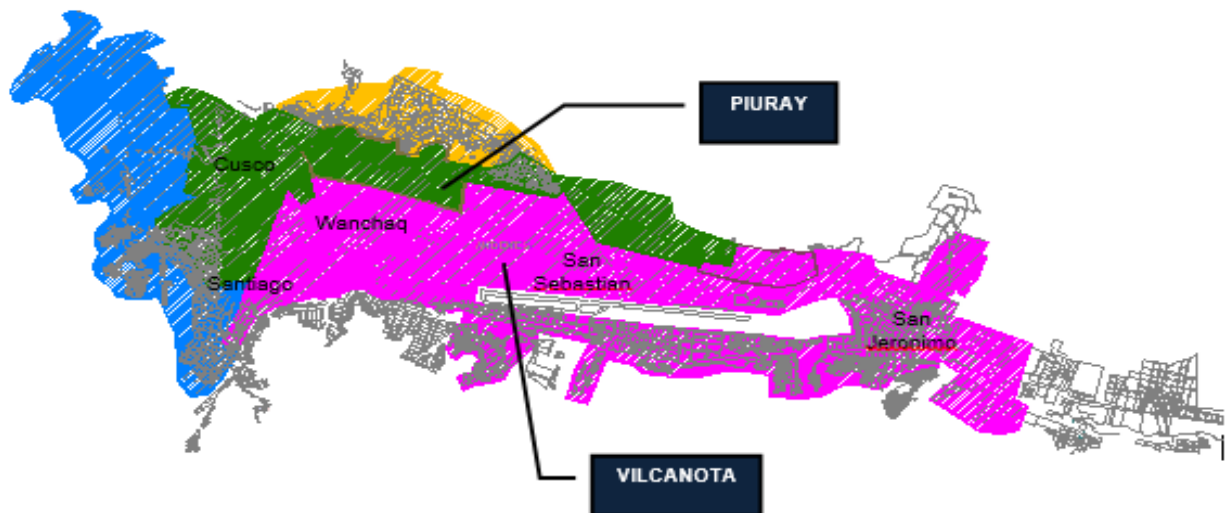 PIURAY
Cusco
Wanchaq
San
Sebastian
Santiago
San
Jeronimo
VILCANOTA